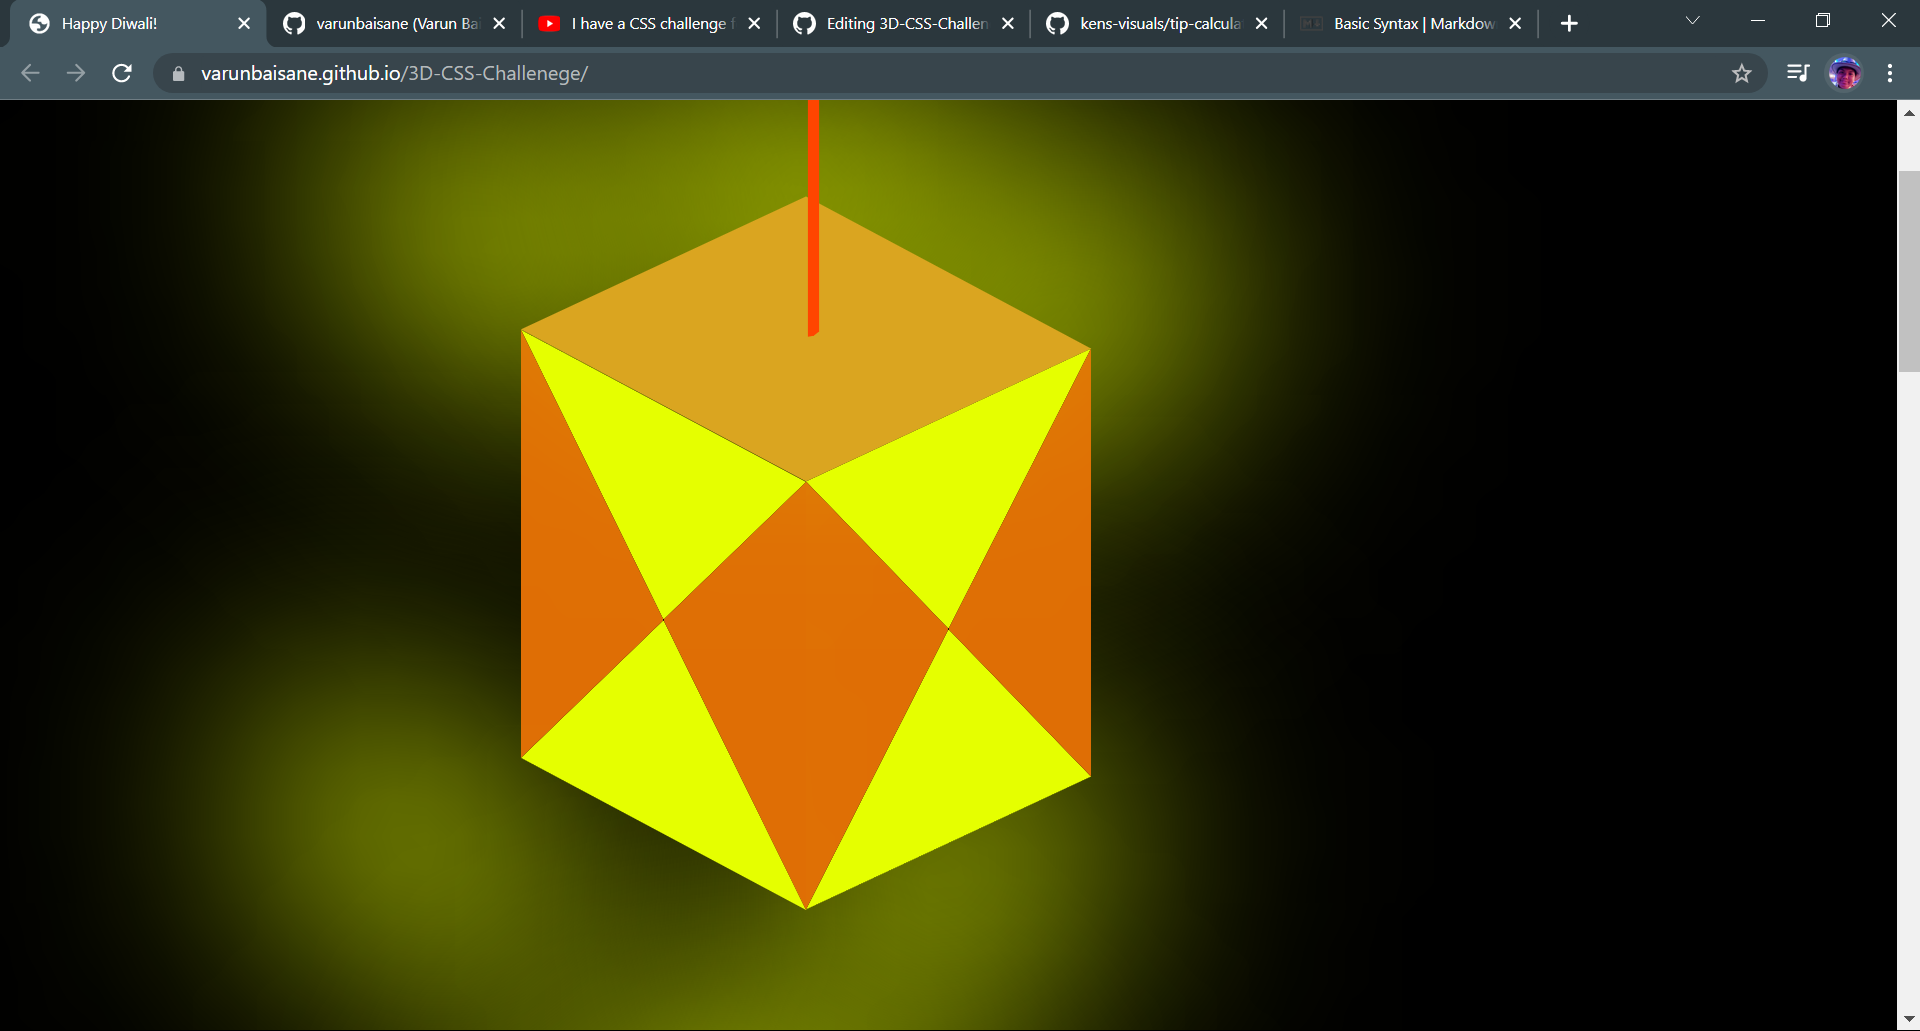 Happy Diwali!
varunbaisane (Varun Bai
I have a CSS challenge f
Editing 3D-CSS-Challen
kens-visuals/tip-calcula
Basic Syntax | Markdow
varunbaisane.github.io/3D-CSS-Challenege/